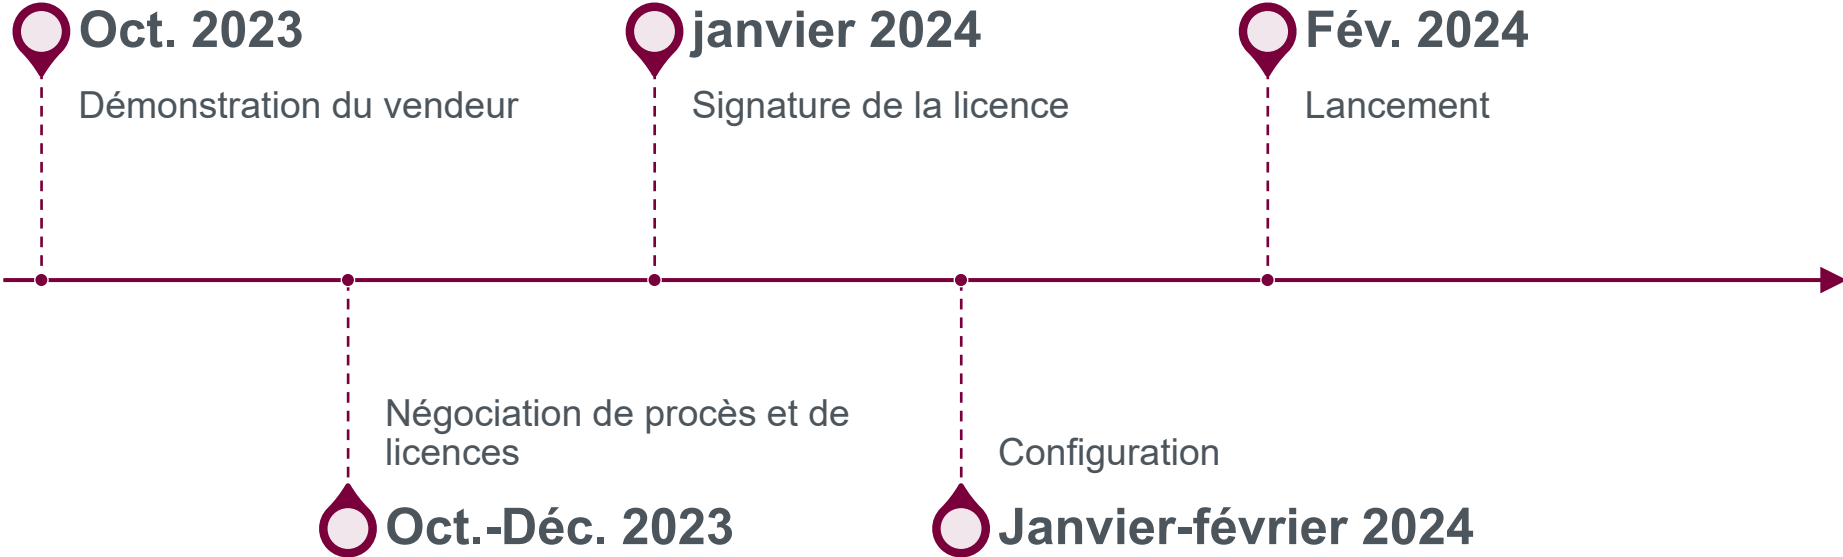 Oct. 2023
Démonstration du vendeur
janvier 2024
Signature de la licence
Fév. 2024
Lancement
Négociation de procès et de
licences
Oct.-Déc. 2023
Configuration
Janvier-février 2024